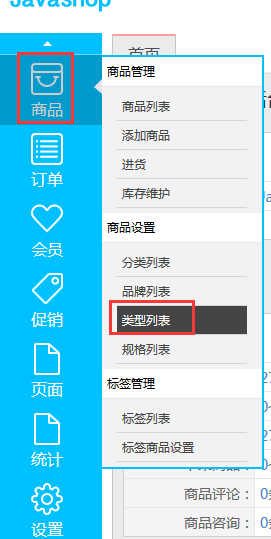 Javashop
首页
商品
订单
会员
促销
页面
统计
设置
商品管理
商品列表
添加商品
进货
库存维护
商品设置
分类列表
品牌列表
类型列表
规格列表
标签管理
标签列表
标签商品设置
商品评论：
商品咨询：